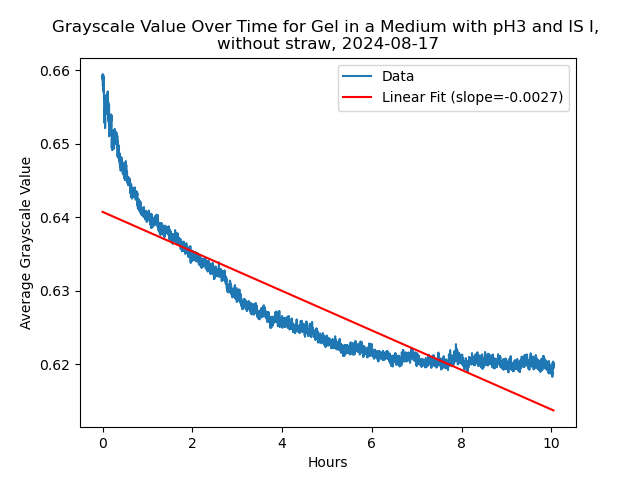 Grayscale Value Over Time for Gel in a Medium with pH3 and IS I,
without straw, 2024-08-17
0.66
0.65
0.64
0.63
0.62
Average Grayscale Value
Data
Linear Fit (slope=-0.0027)
0 2 4 6 8 10
Hours